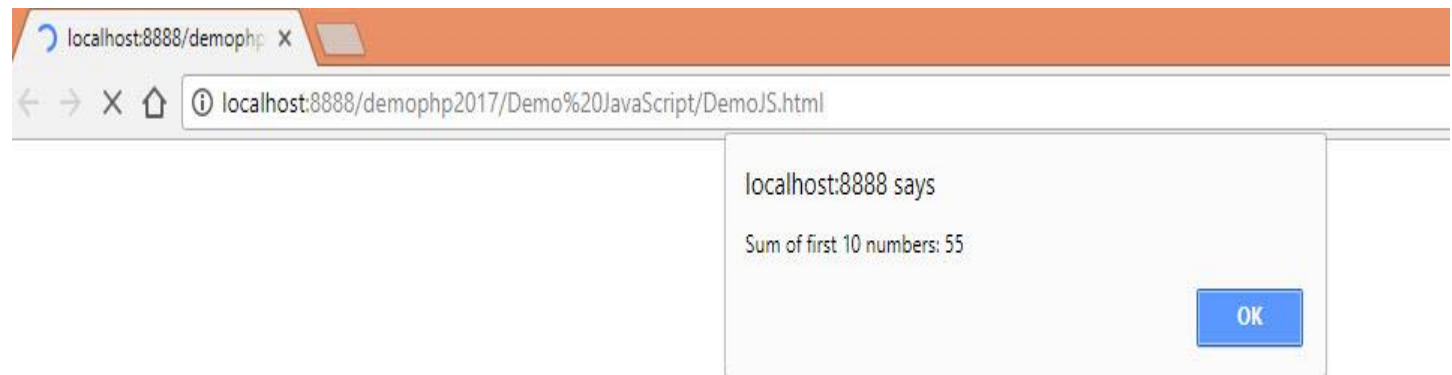 localhost:8888/demophp
localhost:8888/demophp2017/Demo%20JavaScript/DemoJS.html
localhost:8888 says
Sum of first 10 numbers: 55
OK